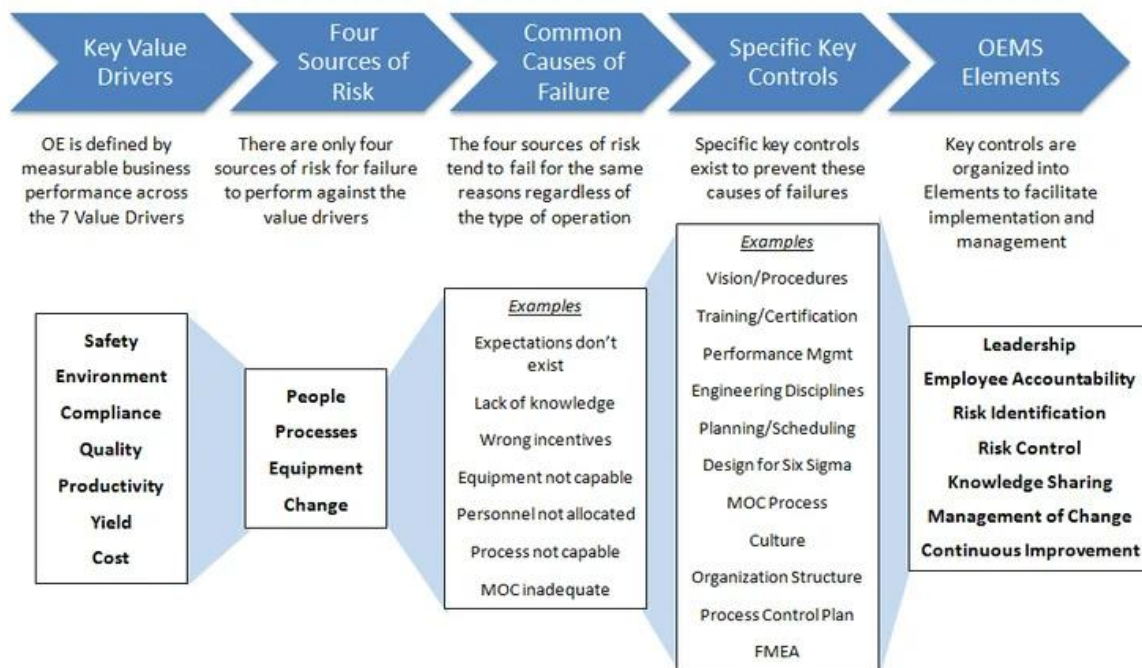 Key Value
Drivers
Four
Sources of
Risk
Common
Causes of
Failure
Specific Key
Controls
OEMS
Elements
OE is defined by
measurable business
performance across
the 7 Value Drivers
There are only four
sources of risk for failure
to perform against the
value drivers
The four sources of risk
tend to fail for the same
reasons regardless of
the type of operation
Specific key controls
exist to prevent these
causes of failures
Key controls are
organized into
Elements to facilitate
implementation and
management
Safety
Environment
Compliance
Quality
Productivity
Yield
Cost
People
Processes
Equipment
Change
Examples
Expectations don't
exist
Lack of knowledge
Wrong incentives
Equipment not capable
Personnel not allocated
Process not capable
MOC inadequate
Examples
Vision/Procedures
Training/Certification
Performance Mgmt
Engineering Disciplines
Planning/Scheduling
Design for Six Sigma
MOC Process
Culture
Organization Structure
Process Control Plan
FMEA
Leadership
Employee Accountability
Risk Identification
Risk Control
Knowledge Sharing
Management of Change
Continuous Improvement